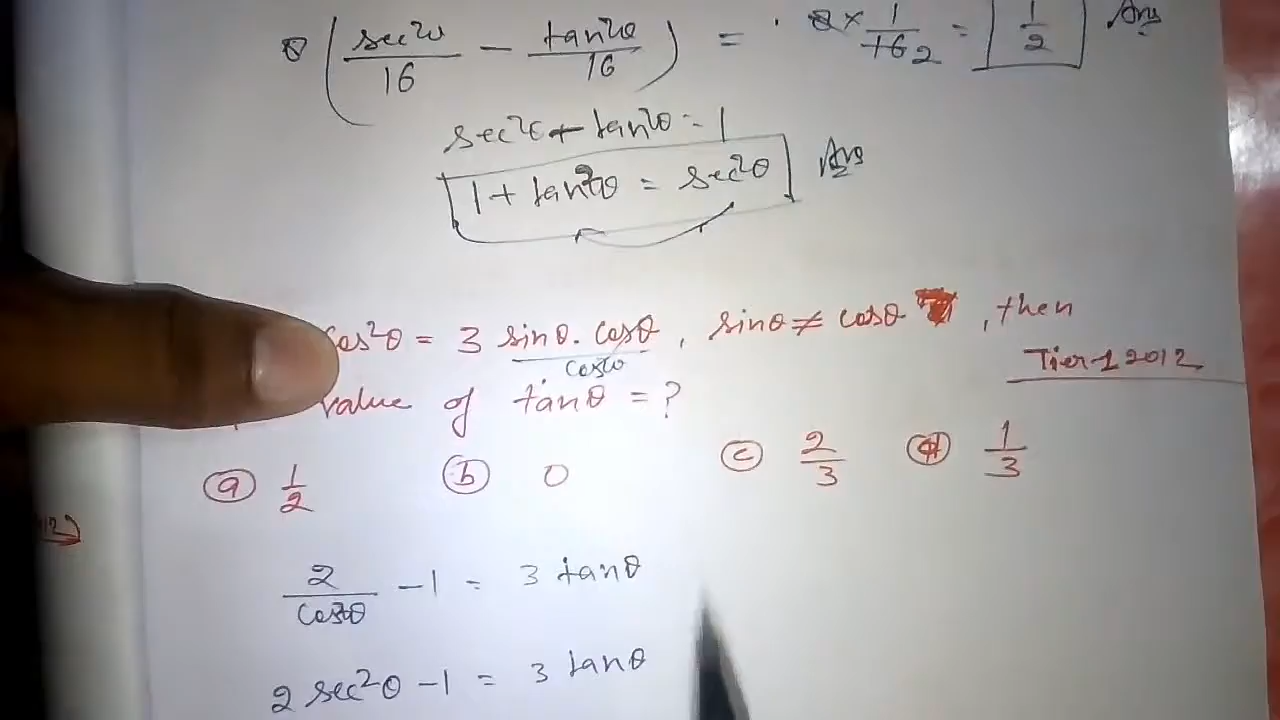 8 ( sec²θ/16 − tan²θ/16 ) = 8 × 1/16 2 = 1/2 Ans
sec²θ - tan²θ = 1
1 + tan²θ = sec²θ Ans
cos²θ = 3 sinθ. cosθ / cos²θ , sinθ ≠ cosθ , then
Tier-1 2012
value of tanθ = ?
(a) 1/2 (b) 0 (c) 2/3 (d) 1/3
2/cos²θ − 1 = 3 tanθ
2 sec²θ − 1 = 3 tanθ